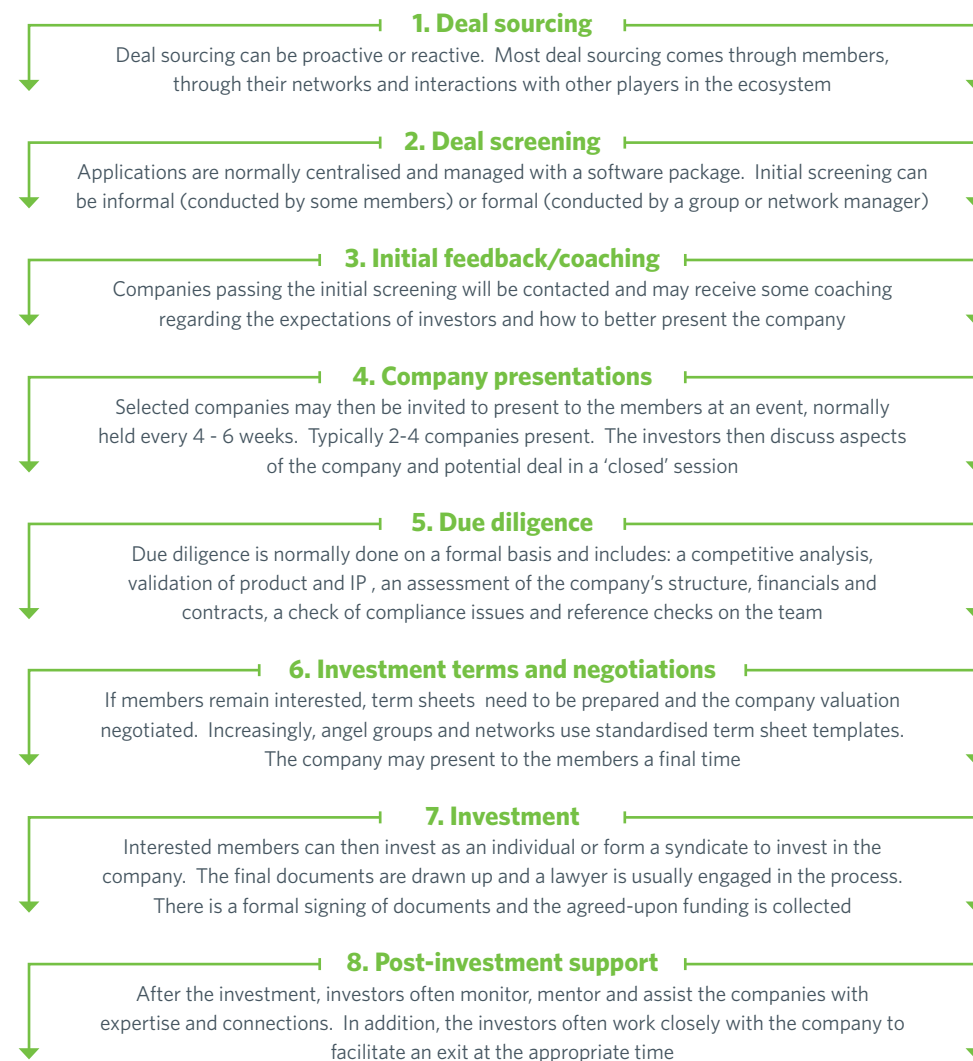 1. Deal sourcing
Deal sourcing can be proactive or reactive.  Most deal sourcing comes through members,
through their networks and interactions with other players in the ecosystem
2. Deal screening
Applications are normally centralised and managed with a software package.  Initial screening can
be informal (conducted by some members) or formal (conducted by a group or network manager)
3. Initial feedback/coaching
Companies passing the initial screening will be contacted and may receive some coaching
regarding the expectations of investors and how to better present the company
4. Company presentations
Selected companies may then be invited to present to the members at an event, normally
held every 4 - 6 weeks.  Typically 2-4 companies present.  The investors then discuss aspects
of the company and potential deal in a ‘closed’ session
5. Due diligence
Due diligence is normally done on a formal basis and includes: a competitive analysis,
validation of product and IP , an assessment of the company’s structure, financials and
contracts, a check of compliance issues and reference checks on the team
6. Investment terms and negotiations
If members remain interested, term sheets  need to be prepared and the company valuation
negotiated.  Increasingly, angel groups and networks use standardised term sheet templates.
The company may present to the members a final time
7. Investment
Interested members can then invest as an individual or form a syndicate to invest in the
company.  The final documents are drawn up and a lawyer is usually engaged in the process.
There is a formal signing of documents and the agreed-upon funding is collected
8. Post-investment support
After the investment, investors often monitor, mentor and assist the companies with
expertise and connections.  In addition, the investors often work closely with the company to
facilitate an exit at the appropriate time